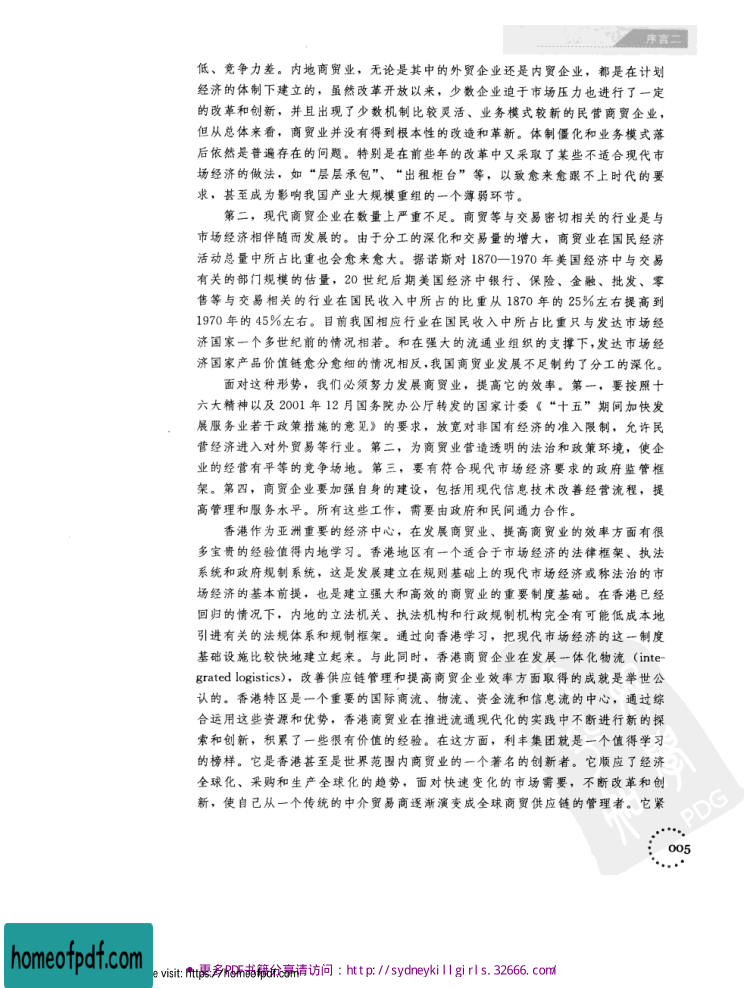 序言二
低、竞争力差。内地商贸业，无论是其中的外贸企业还是内贸企业，都是在计划
经济的体制下建立的，虽然改革开放以来，少数企业迫于市场压力也进行了一定
的改革和创新，并且出现了少数机制比较灵活、业务模式较新的民营商贸企业，
但从总体来看，商贸业并没有得到根本性的改造和革新。体制僵化和业务模式落
后依然是普遍存在的问题。特别是在前些年的改革中又采取了某些不适合现代市
场经济的做法，如“层层承包”、“出租柜台”等，以致愈来愈跟不上时代的要
求，甚至成为影响我国产业大规模重组的一个薄弱环节。
第二，现代商贸企业在数量上严重不足。商贸等与交易密切相关的行业是与
市场经济相伴随而发展的。由于分工的深化和交易量的增大，商贸业在国民经济
活动总量中所占比重也会愈来愈大。据诺斯对 1870—1970 年美国经济中与交易
有关的部门规模的估量，20 世纪后期美国经济中银行、保险、金融、批发、零
售等与交易相关的行业在国民收入中所占的比重从 1870 年的 25％左右提高到
1970 年的 45％左右。目前我国相应行业在国民收入中所占比重只与发达市场经
济国家一个多世纪前的情况相若。和在强大的流通业组织的支撑下，发达市场经
济国家产品价值链愈分愈细的情况相反，我国商贸业发展不足制约了分工的深化。
面对这种形势，我们必须努力发展商贸业，提高它的效率。第一，要按照十
六大精神以及 2001 年 12 月国务院办公厅转发的国家计委《“十五”期间加快发
展服务业若干政策措施的意见》的要求，放宽对非国有经济的准入限制，允许民
营经济进入对外贸易等行业。第二，为商贸业营造透明的法治和政策环境，使企
业的经营有平等的竞争场地。第三，要有符合现代市场经济要求的政府监管框
架。第四，商贸企业要加强自身的建设，包括用现代信息技术改善经营流程，提
高管理和服务水平。所有这些工作，需要由政府和民间通力合作。
香港作为亚洲重要的经济中心，在发展商贸业、提高商贸业的效率方面有很
多宝贵的经验值得内地学习。香港地区有一个适合于市场经济的法律框架、执法
系统和政府规制系统，这是发展建立在规则基础上的现代市场经济或称法治的市
场经济的基本前提，也是建立强大和高效的商贸业的重要制度基础。在香港已经
回归的情况下，内地的立法机关、执法机构和行政规制机构完全有可能低成本地
引进有关的法规体系和规制框架。通过向香港学习，把现代市场经济的这一制度
基础设施比较快地建立起来。与此同时，香港商贸企业在发展一体化物流（inte-
grated logistics），改善供应链管理和提高商贸企业效率方面取得的成就是举世公
认的。香港特区是一个重要的国际商流、物流、资金流和信息流的中心，通过综
合运用这些资源和优势，香港商贸业在推进流通现代化的实践中不断进行新的探
索和创新，积累了一些很有价值的经验。在这方面，利丰集团就是一个值得学习
的榜样。它是香港甚至是世界范围内商贸业的一个著名的创新者。它顺应了经济
全球化、采购和生产全球化的趋势，面对快速变化的市场需要，不断改革和创
新，使自己从一个传统的中介贸易商逐渐演变成全球商贸供应链的管理者。它紧
PDG
005
homeofpdf.com
e visit: https://homeofpdf.com
更多PDF书籍分享请访问：http://sydneykillgirls.32666.com/